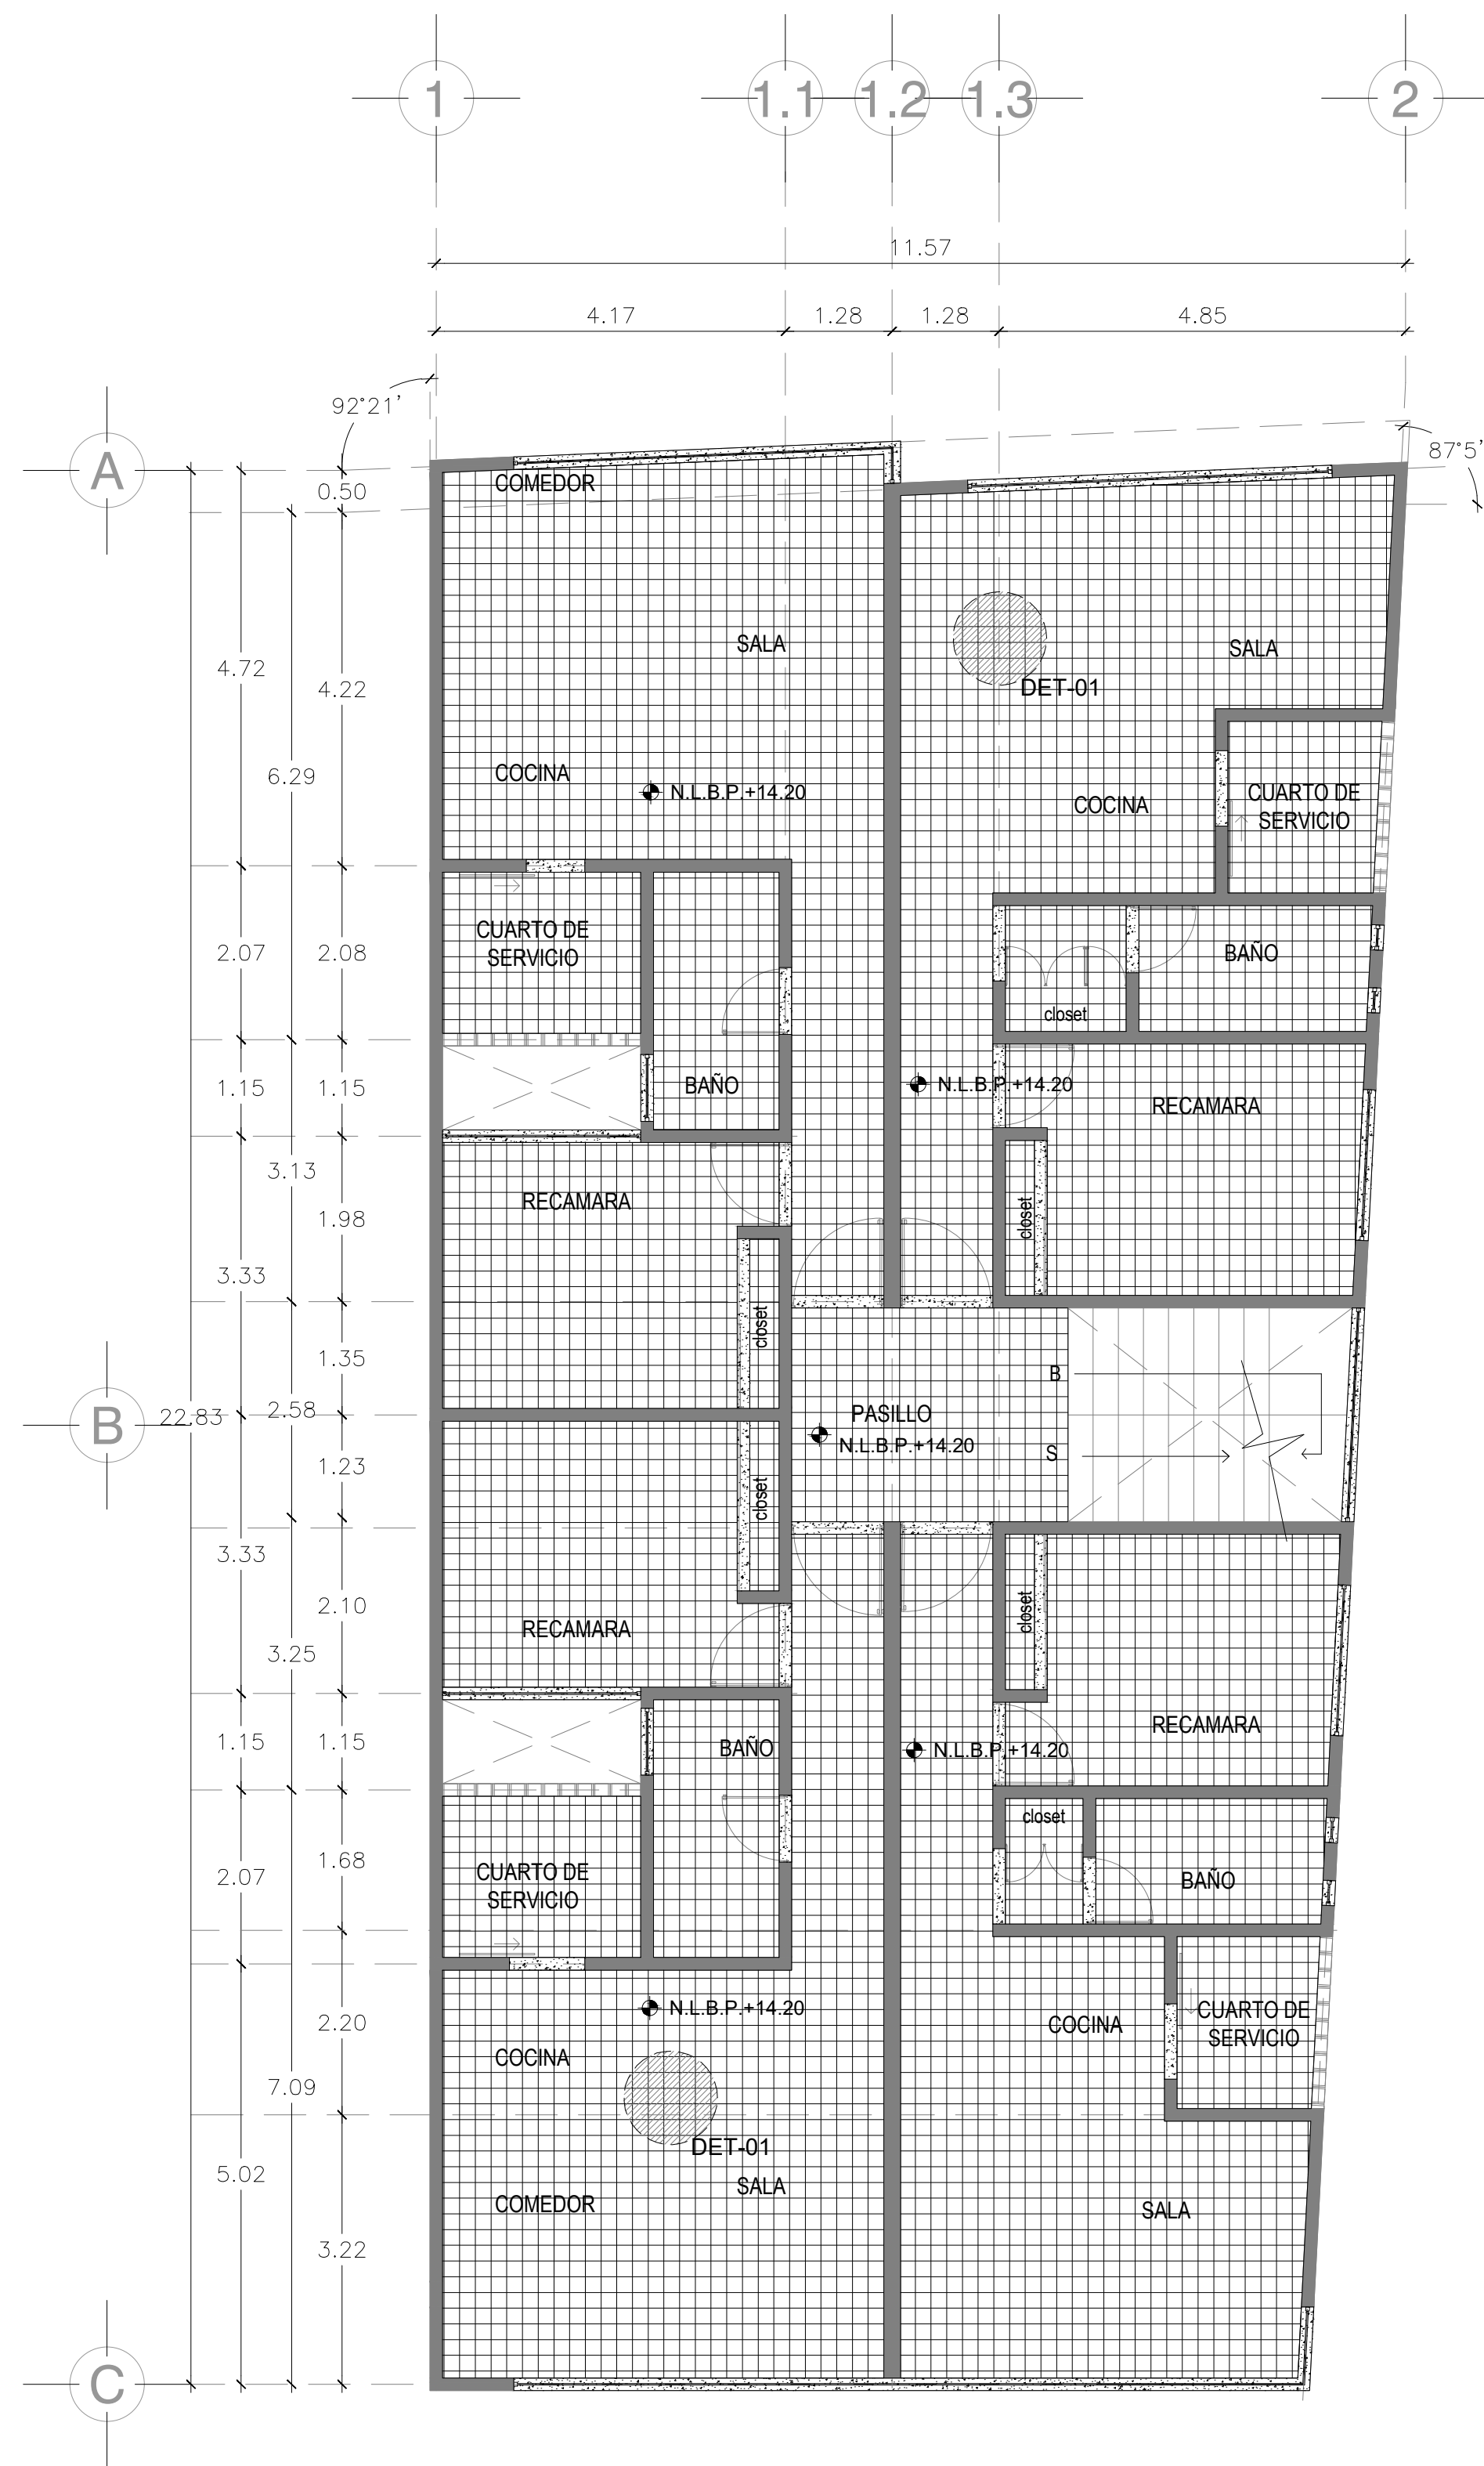 1
1.1
1.2
1.3
2
11.57
4.17
1.28
1.28
4.85
92°21'
87°5'
A
0.50
COMEDOR
4.72
4.22
SALA
SALA
DET-01
6.29
COCINA
N.L.B.P.+14.20
COCINA
CUARTO DE
SERVICIO
CUARTO DE
SERVICIO
2.07
2.08
BAÑO
closet
1.15
1.15
BAÑO
N.L.B.P.+14.20
RECAMARA
3.13
RECAMARA
1.98
closet
3.33
closet
1.35
B
B
22.83
2.58
PASILLO
N.L.B.P.+14.20
S
1.23
closet
3.33
2.10
closet
RECAMARA
3.25
RECAMARA
1.15
1.15
BAÑO
N.L.B.P.+14.20
closet
2.07
1.68
CUARTO DE
SERVICIO
BAÑO
N.L.B.P.+14.20
2.20
COCINA
CUARTO DE
SERVICIO
COCINA
7.09
DET-01
5.02
SALA
COMEDOR
SALA
3.22
C